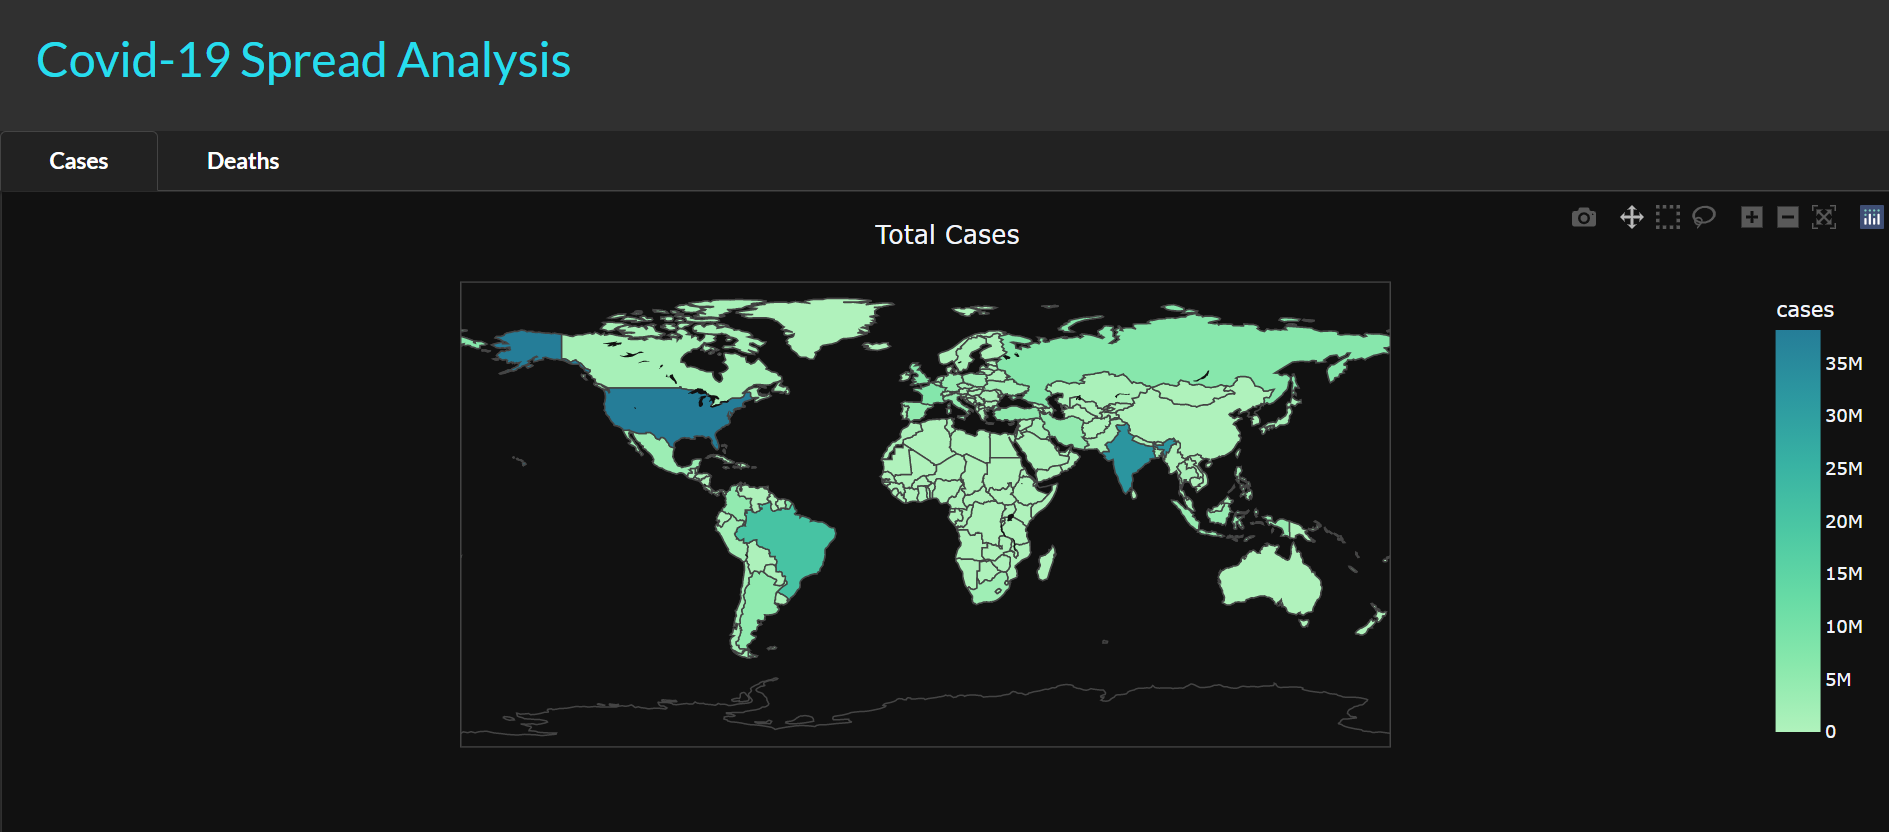 Covid-19 Spread Analysis
Cases
Deaths
Total Cases
cases
35M
30M
25M
20M
15M
10M
5M
0